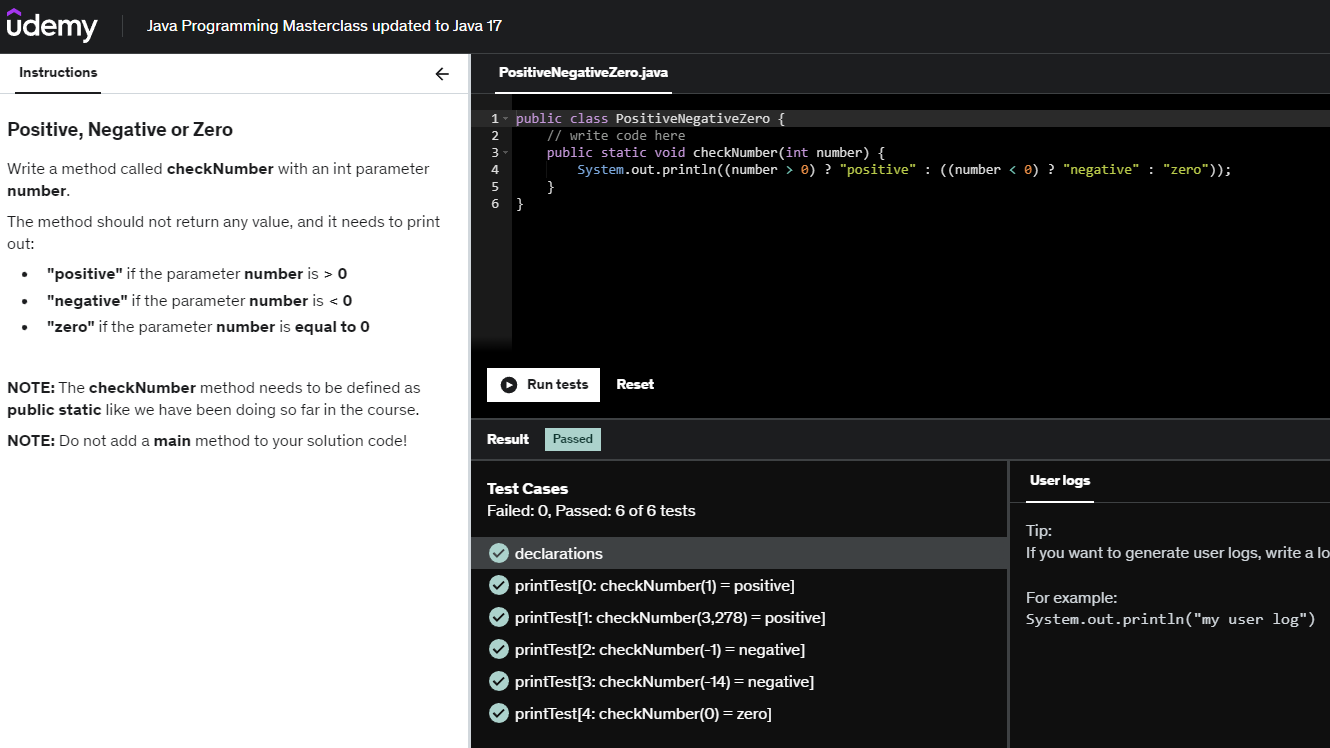 udemy
Java Programming Masterclass updated to Java 17
Instructions
Positive, Negative or Zero
Write a method called checkNumber with an int parameter
number.
The method should not return any value, and it needs to print
out:
"positive" if the parameter number is > 0
"negative" if the parameter number is < 0
"zero" if the parameter number is equal to 0
NOTE: The checkNumber method needs to be defined as
public static like we have been doing so far in the course.
NOTE: Do not add a main method to your solution code!
PositiveNegativeZero.java
1 public class PositiveNegativeZero {
2 // write code here
3 public static void checkNumber(int number) {
4 System.out.println((number > 0) ? "positive" : ((number < 0) ? "negative" : "zero"));
5 }
6 }
Run tests
Reset
Result
Passed
Test Cases
Failed: 0, Passed: 6 of 6 tests
declarations
printTest[0: checkNumber(1) = positive]
printTest[1: checkNumber(3,278) = positive]
printTest[2: checkNumber(-1) = negative]
printTest[3: checkNumber(-14) = negative]
printTest[4: checkNumber(0) = zero]
User logs
Tip:
If you want to generate user logs, write a lo
For example:
System.out.println("my user log")